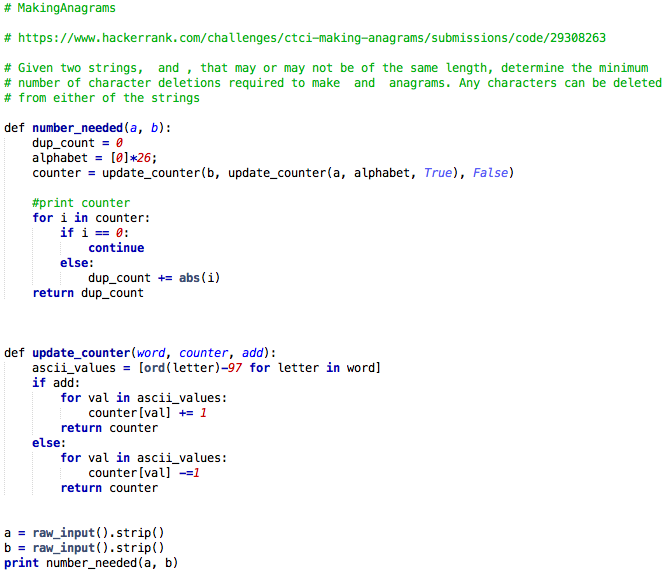 # MakingAnagrams
# https://www.hackerrank.com/challenges/ctci-making-anagrams/submissions/code/29308263
# Given two strings,  and , that may or may not be of the same length, determine the minimum
# number of character deletions required to make  and  anagrams. Any characters can be deleted
# from either of the strings
def number_needed(a, b):
    dup_count = 0
    alphabet = [0]*26;
    counter = update_counter(b, update_counter(a, alphabet, True), False)
    #print counter
    for i in counter:
        if i == 0:
            continue
        else:
            dup_count += abs(i)
    return dup_count
def update_counter(word, counter, add):
    ascii_values = [ord(letter)-97 for letter in word]
    if add:
        for val in ascii_values:
            counter[val] += 1
        return counter
    else:
        for val in ascii_values:
            counter[val] -=1
        return counter
a = raw_input().strip()
b = raw_input().strip()
print number_needed(a, b)